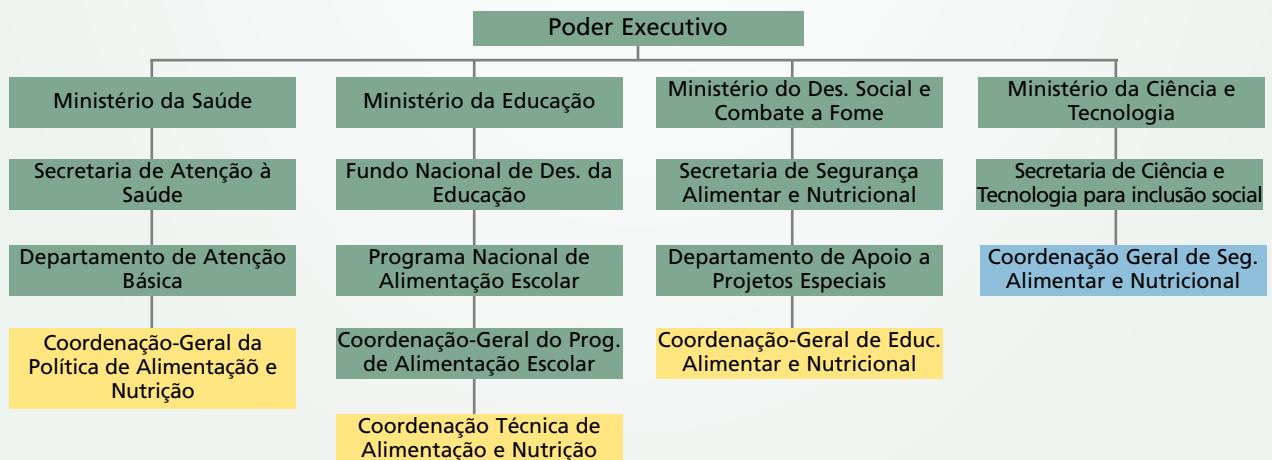 Poder Executivo
Ministério da Saúde
Secretaria de Atenção à
Saúde
Departamento de Atenção
Básica
Coordenação-Geral da
Política de Alimentaçãõ e
Nutrição
Ministério da Educação
Fundo Nacional de Des. da
Educação
Programa Nacional de
Alimentação Escolar
Coordenação-Geral do Prog.
de Alimentação Escolar
Coordenação Técnica de
Alimentação e Nutrição
Ministério do Des. Social e
Combate a Fome
Secretaria de Segurança
Alimentar e Nutricional
Departamento de Apoio a
Projetos Especiais
Coordenação-Geral de Educ.
Alimentar e Nutricional
Ministério da Ciência e
Tecnologia
Secretaria de Ciência e
Tecnologia para inclusão social
Coordenação Geral de Seg.
Alimentar e Nutricional